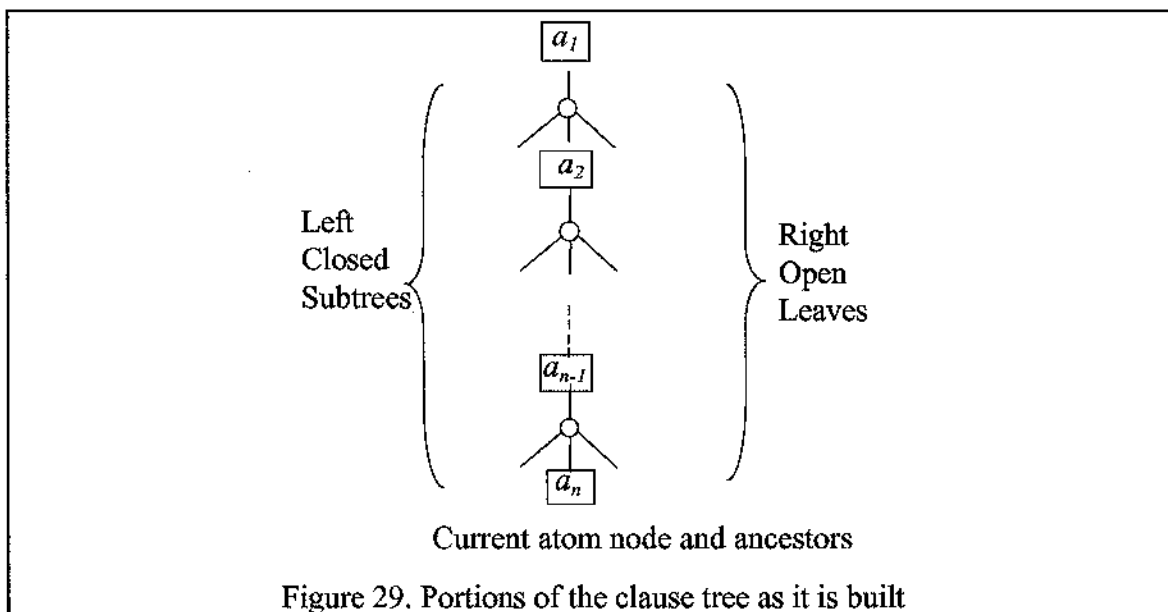 a₁
a₂
Left
Closed
Subtrees
Right
Open
Leaves
aₙ₋₁
aₙ
Current atom node and ancestors
Figure 29. Portions of the clause tree as it is built